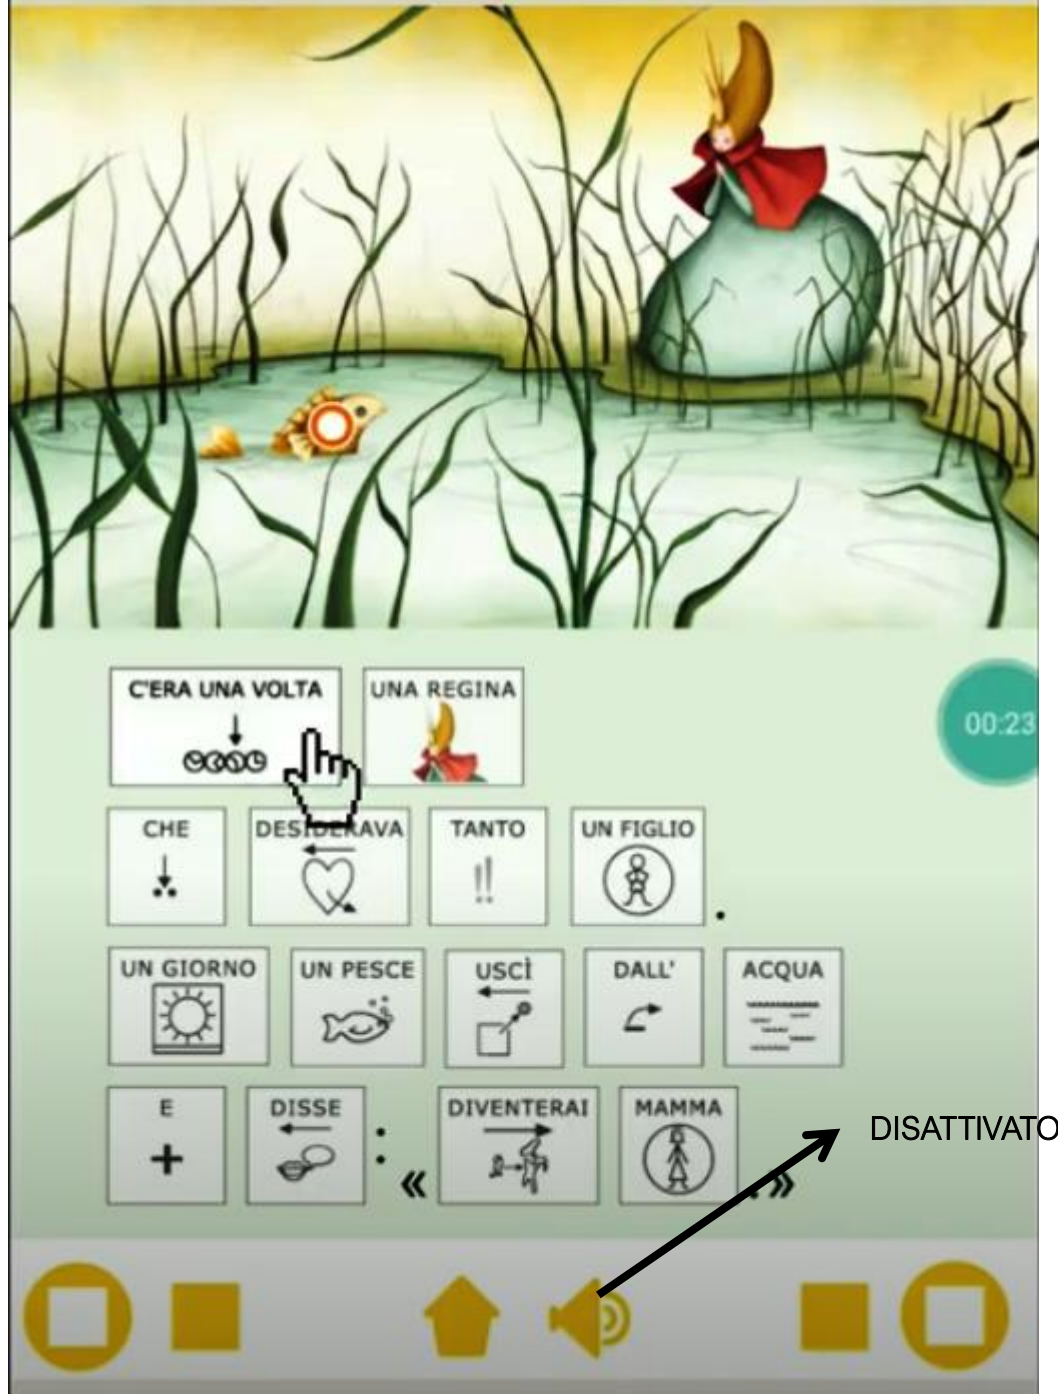 C'ERA UNA VOLTA UNA REGINA
00:23
CHE DESIDERAVA TANTO UN FIGLIO .
UN GIORNO UN PESCE USCÌ DALL' ACQUA
E DISSE : « DIVENTERAI MAMMA .»
DISATTIVATO